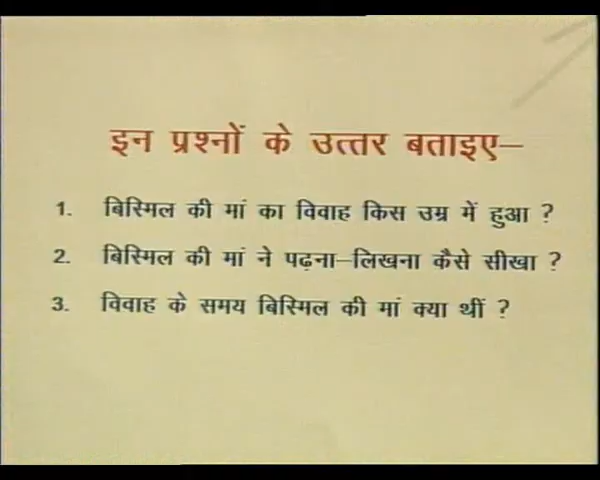 इन प्रश्नों के उत्तर बताइए–
1. बिस्मिल की मां का विवाह किस उम्र में हुआ ?
2. बिस्मिल की मां ने पढ़ना–लिखना कैसे सीखा ?
3. विवाह के समय बिस्मिल की मां क्या थीं ?